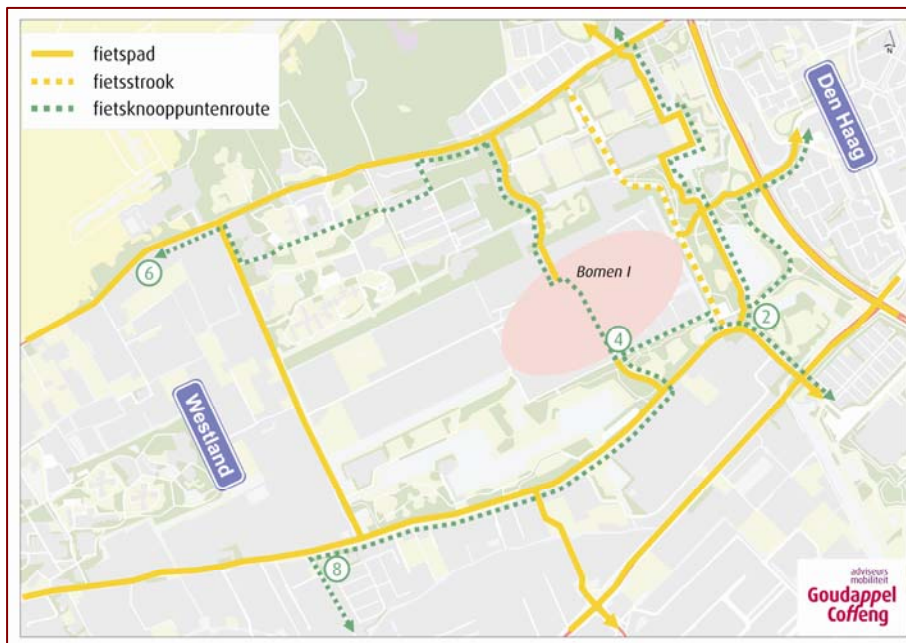 fietspad
fietsstrook
fietsknooppuntenroute
N
Den Haag
6
Bomen I
2
4
Westland
8
adviseurs
mobiliteit
Goudappel
Coffeng